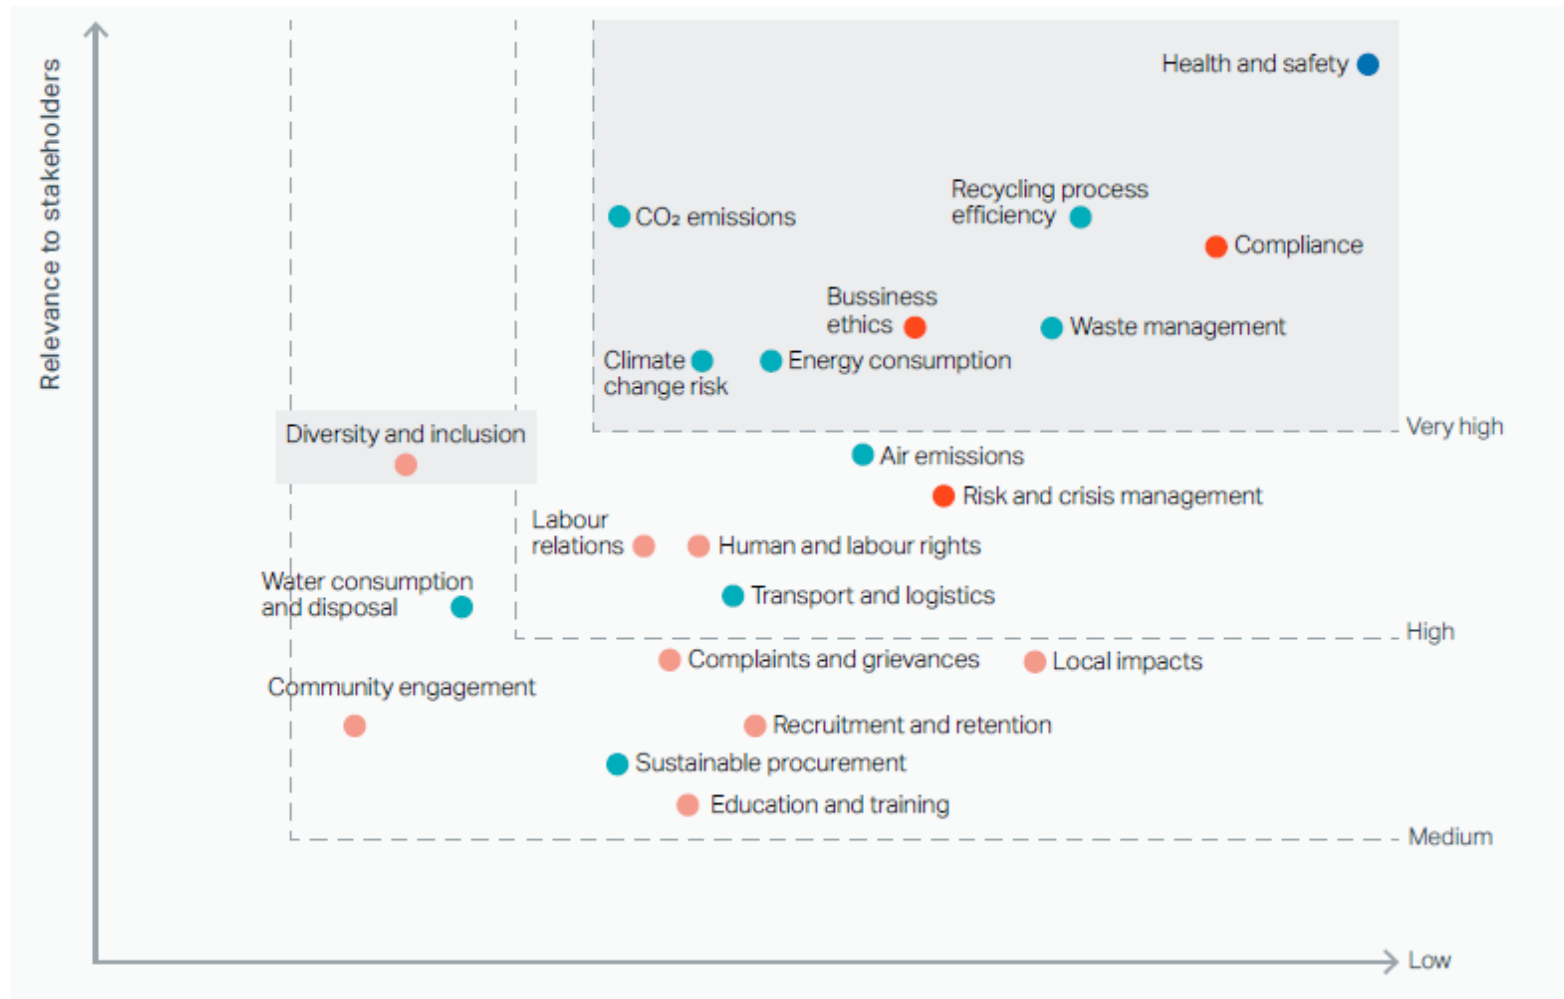 Relevance to stakeholders
Health and safety
Recycling process
efficiency
CO₂ emissions
Compliance
Bussiness
ethics
Waste management
Climate
change risk
Energy consumption
Very high
Diversity and inclusion
Air emissions
Risk and crisis management
Labour
relations
Human and labour rights
Water consumption
and disposal
Transport and logistics
High
Complaints and grievances
Local impacts
Community engagement
Recruitment and retention
Sustainable procurement
Education and training
Medium
Low